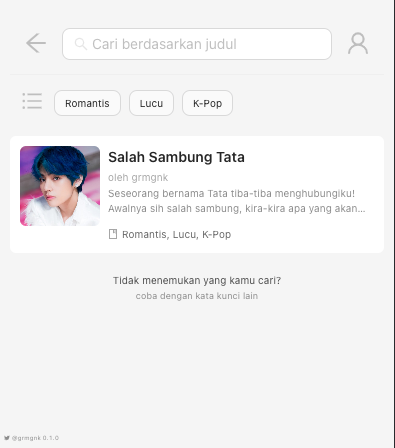 Cari berdasarkan judul
Romantis
Lucu
K-Pop
Salah Sambung Tata
oleh grmgnk
Seseorang bernama Tata tiba-tiba menghubungiku!
Awalnya sih salah sambung, kira-kira apa yang akan...
Romantis, Lucu, K-Pop
Tidak menemukan yang kamu cari?
coba dengan kata kunci lain
@grmgnk 0.1.0